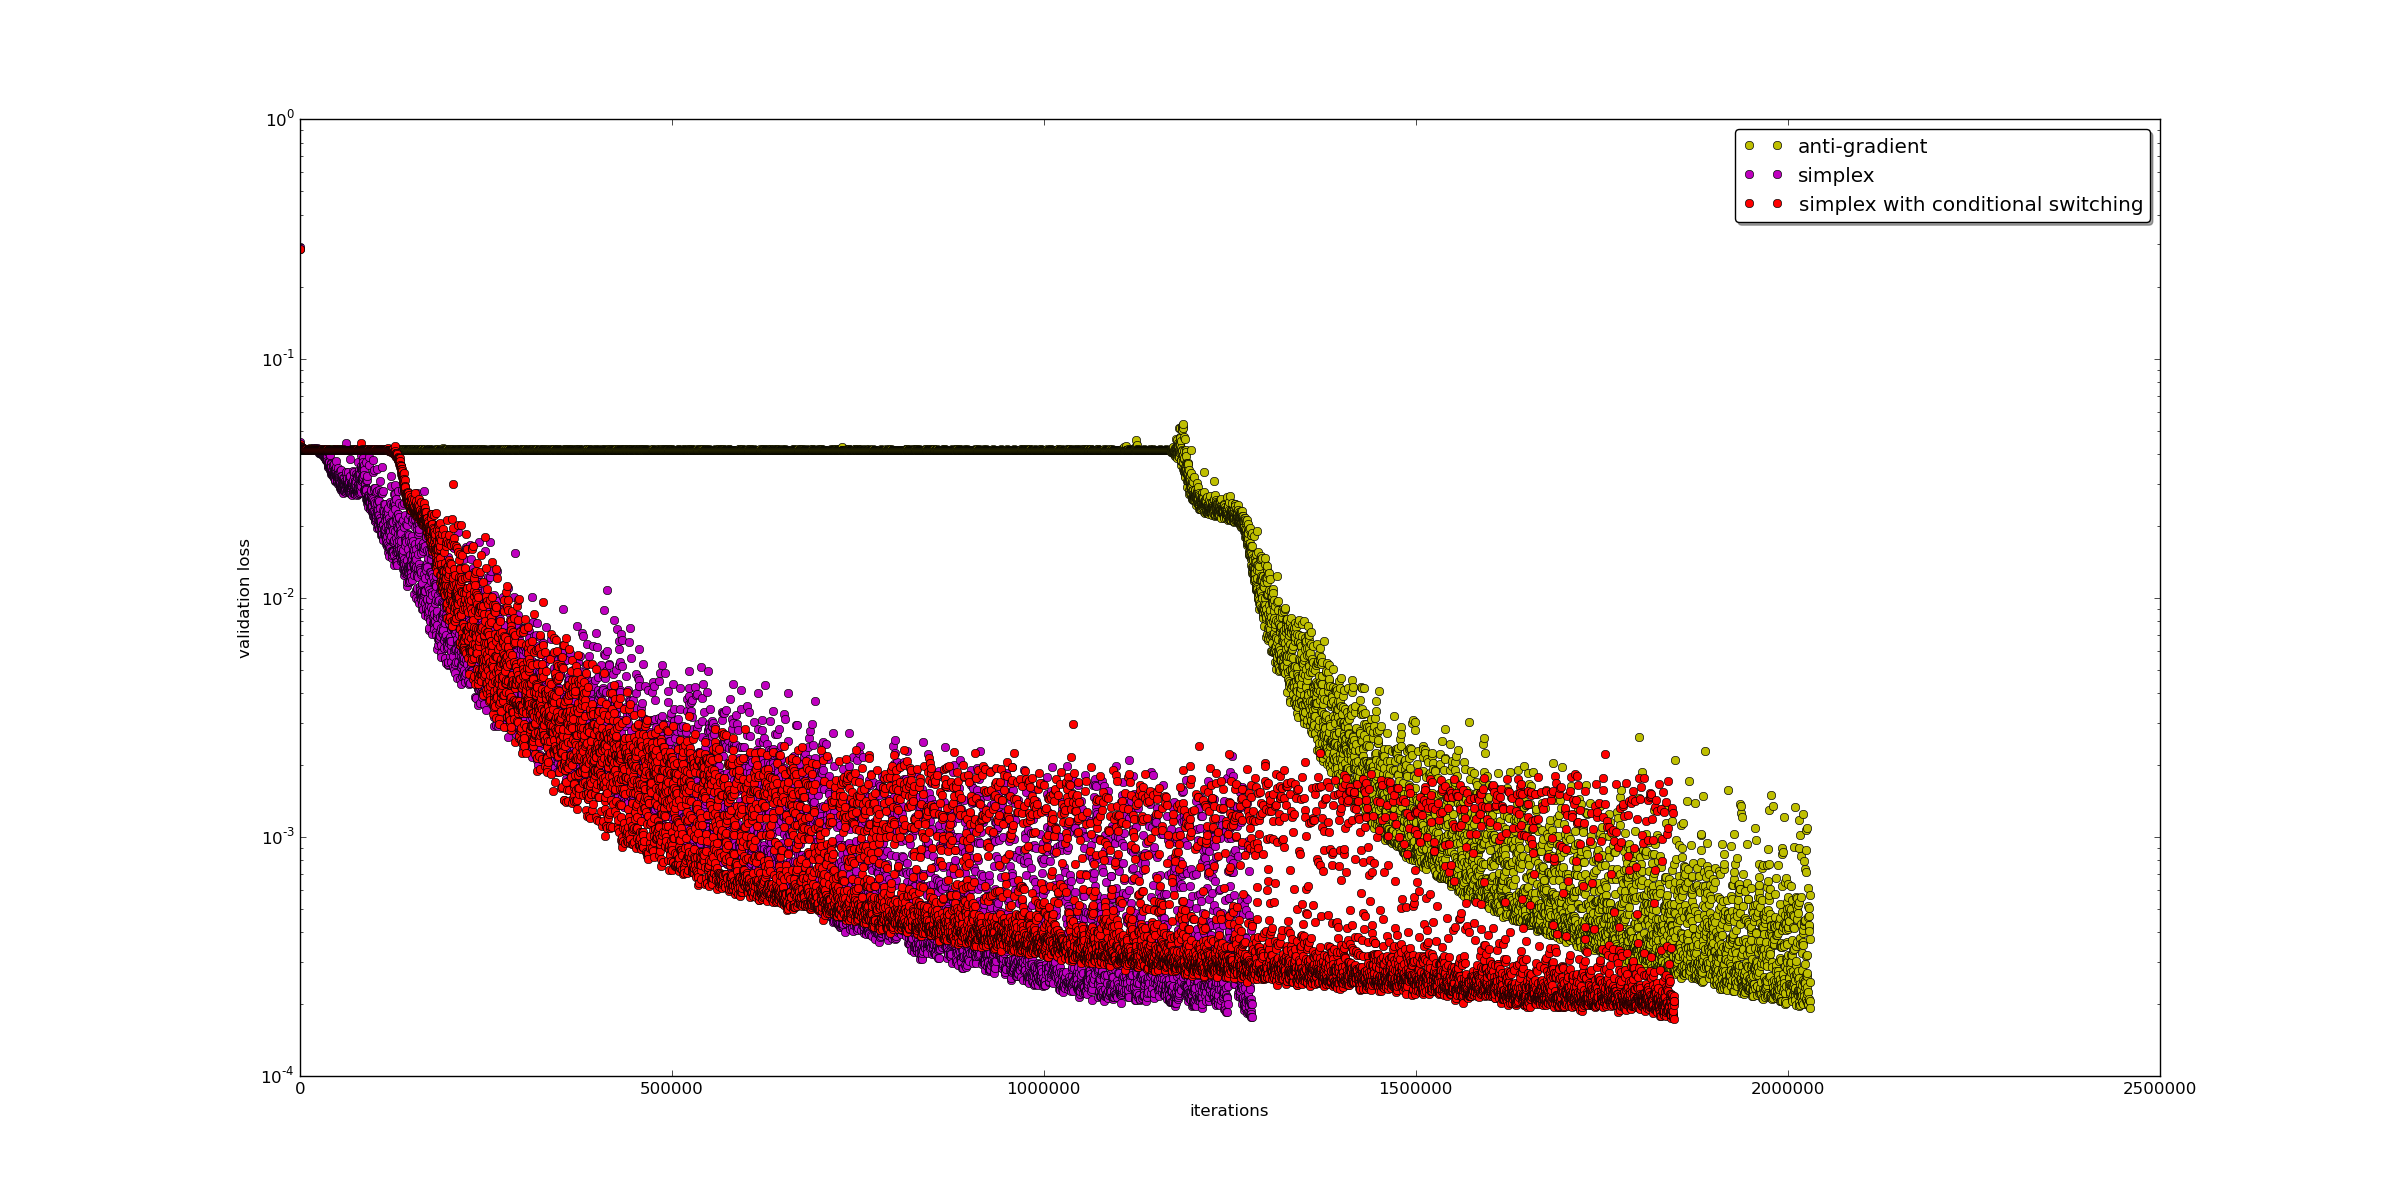 10^0
anti-gradient
simplex
simplex with conditional switching
10^-1
validation loss
10^-2
10^-3
10^-4
0 500000 1000000 1500000 2000000 2500000
iterations